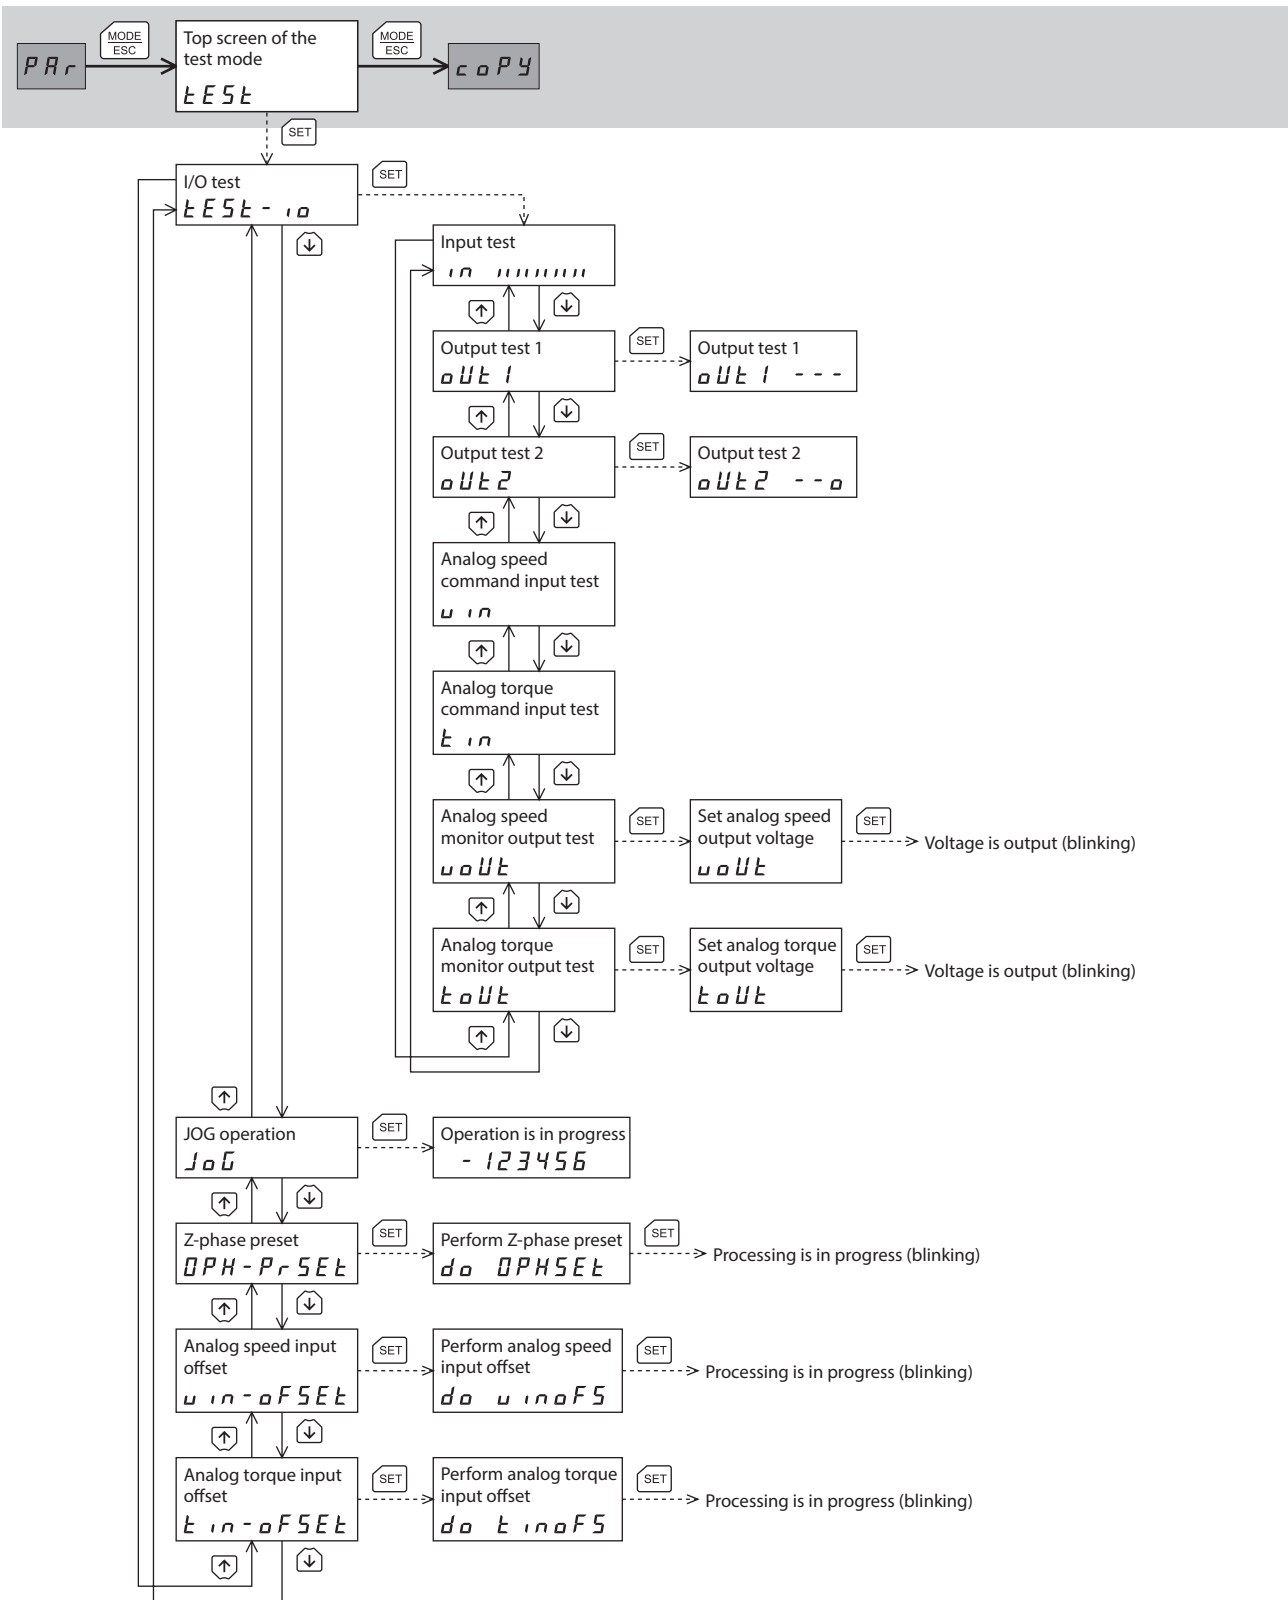 MODE
ESC
MODE
ESC
PAr
Top screen of the
test mode
tESt
coPY
SET
I/O test
tESt-io
SET
Input test
in
Output test 1
oUt1
SET
Output test 1
oUt1 ---
Output test 2
oUt2
SET
Output test 2
oUt2 --o
Analog speed
command input test
vin
Analog torque
command input test
tin
Analog speed
monitor output test
voUt
SET
Set analog speed
output voltage
voUt
SET
Voltage is output (blinking)
Analog torque
monitor output test
toUt
SET
Set analog torque
output voltage
toUt
SET
Voltage is output (blinking)
JOG operation
JoG
SET
Operation is in progress
-123456
Z-phase preset
0PH-PrSEt
SET
Perform Z-phase preset
do 0PHSEt
SET
Processing is in progress (blinking)
Analog speed input
offset
vin-oFSEt
SET
Perform analog speed
input offset
do vinoFS
SET
Processing is in progress (blinking)
Analog torque input
offset
tin-oFSEt
SET
Perform analog torque
input offset
do tinoFS
SET
Processing is in progress (blinking)